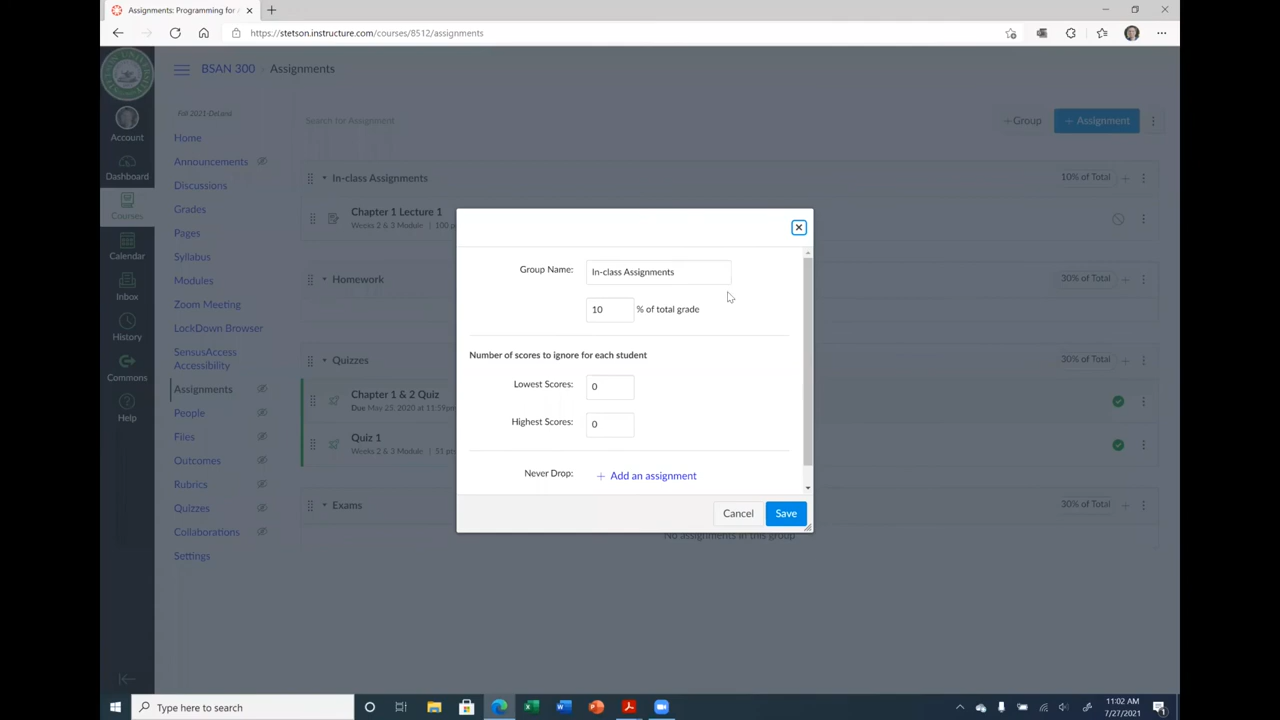 Assignments: Programming for A
https://stetson.instructure.com/courses/8512/assignments
BSAN 300 › Assignments
Account
Dashboard
Courses
Calendar
Inbox
History
Commons
Help
Fall 2021-DeLand
Home
Announcements
Discussions
Grades
Pages
Syllabus
Modules
Zoom Meeting
LockDown Browser
SensusAccess
Accessibility
Assignments
People
Files
Outcomes
Rubrics
Quizzes
Collaborations
Settings
Search for Assignment
+ Group
+ Assignment
In-class Assignments
10% of Total
Chapter 1 Lecture 1
Weeks 2 & 3 Module | 100 p
Homework
30% of Total
Quizzes
30% of Total
Chapter 1 & 2 Quiz
Due May 25, 2020 at 11:59pm
Quiz 1
Weeks 2 & 3 Module | 51 pt
Exams
30% of Total
No assignments in this group
Group Name: In-class Assignments
10 % of total grade
Number of scores to ignore for each student
Lowest Scores: 0
Highest Scores: 0
Never Drop: + Add an assignment
Cancel
Save
Type here to search
11:02 AM
7/27/2021